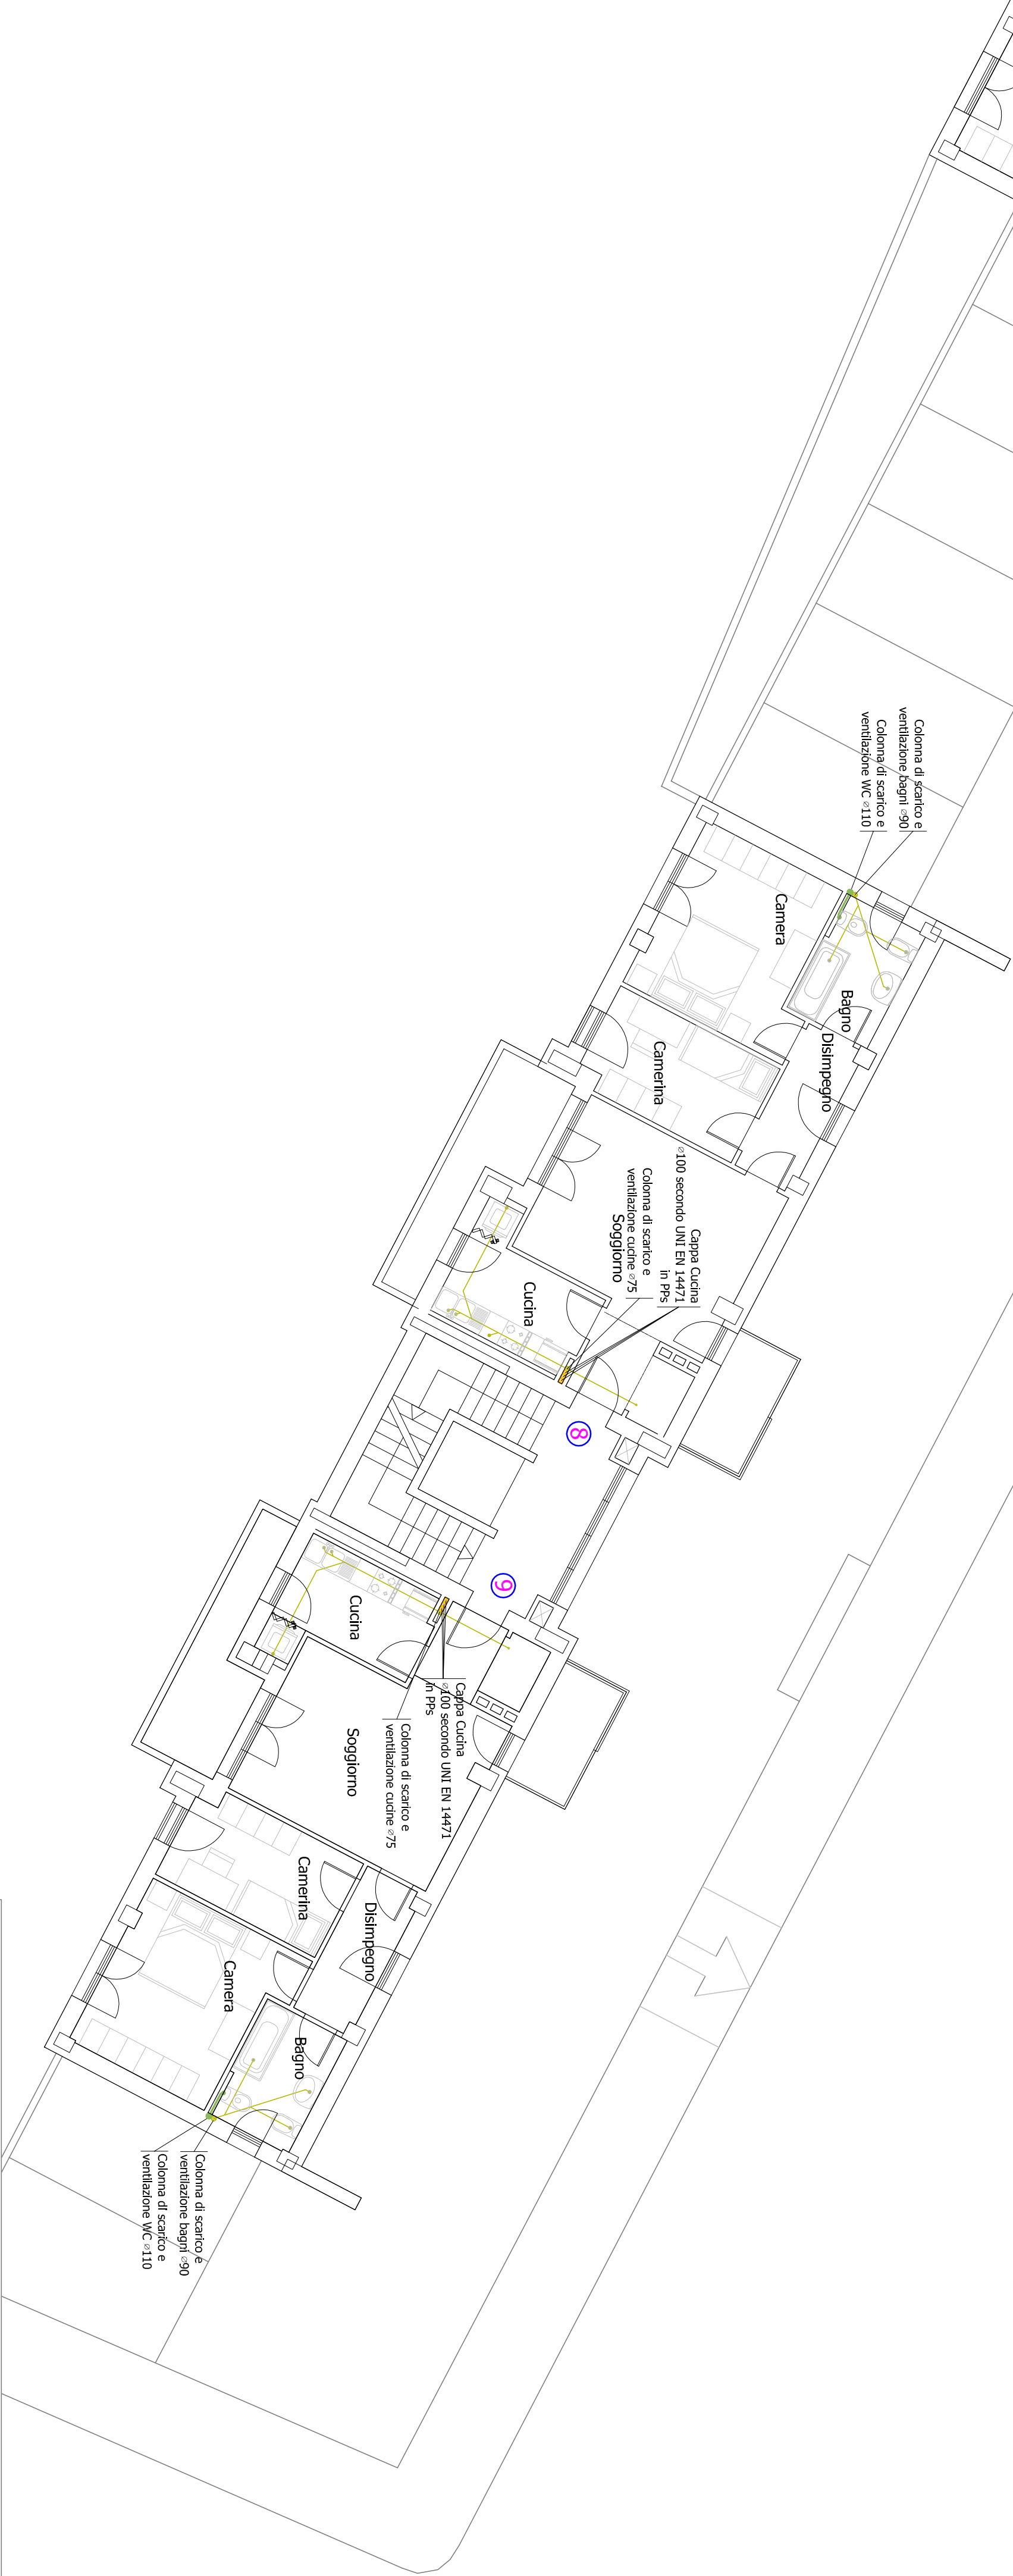 Colonna di scarico e
ventilazione bagni ⌀90
Colonna di scarico e
ventilazione WC ⌀110
Camera
Bagno
Disimpegno
Camerina
Cappa Cucina
⌀100 secondo UNI EN 14471
in PPs
Colonna di scarico e
ventilazione cucine ⌀75
Soggiorno
Cucina
8
9
Cucina
Cappa Cucina
⌀100 secondo UNI EN 14471
in PPs
Colonna di scarico e
ventilazione cucine ⌀75
Soggiorno
Camerina
Disimpegno
Camera
Bagno
Colonna di scarico e
ventilazione bagni ⌀90
Colonna di scarico e
ventilazione WC ⌀110